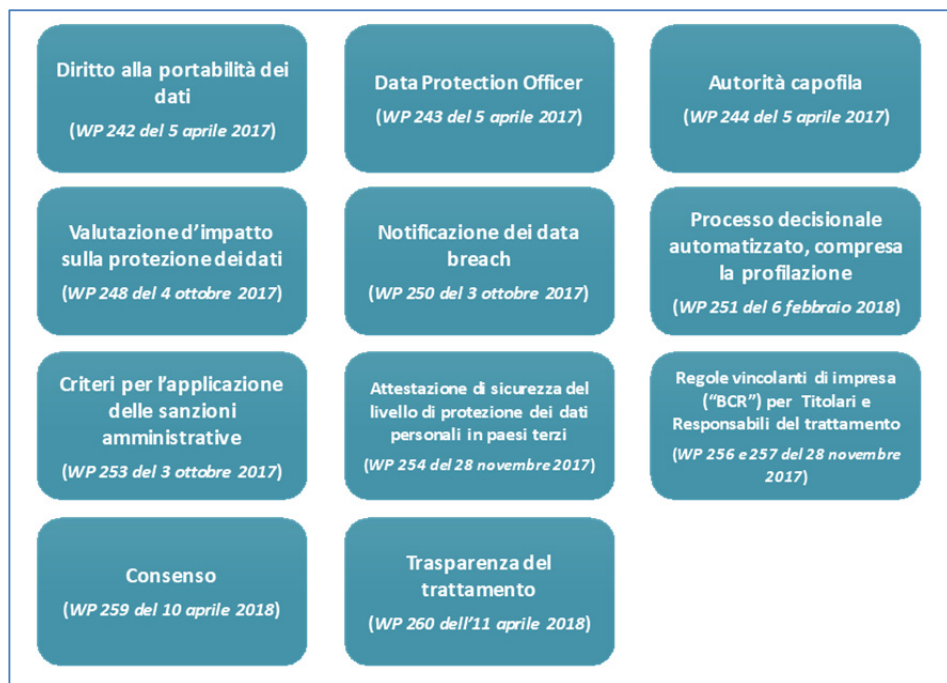 Diritto alla portabilità dei
dati
(WP 242 del 5 aprile 2017)
Data Protection Officer
(WP 243 del 5 aprile 2017)
Autorità capofila
(WP 244 del 5 aprile 2017)
Valutazione d'impatto
sulla protezione dei dati
(WP 248 del 4 ottobre 2017)
Notificazione dei data
breach
(WP 250 del 3 ottobre 2017)
Processo decisionale
automatizzato, compresa
la profilazione
(WP 251 del 6 febbraio 2018)
Criteri per l'applicazione
delle sanzioni
amministrative
(WP 253 del 3 ottobre 2017)
Attestazione di sicurezza del
livello di protezione dei dati
personali in paesi terzi
(WP 254 del 28 novembre 2017)
Regole vincolanti di impresa
("BCR") per Titolari e
Responsabili del trattamento
(WP 256 e 257 del 28 novembre
2017)
Consenso
(WP 259 del 10 aprile 2018)
Trasparenza del
trattamento
(WP 260 dell'11 aprile 2018)